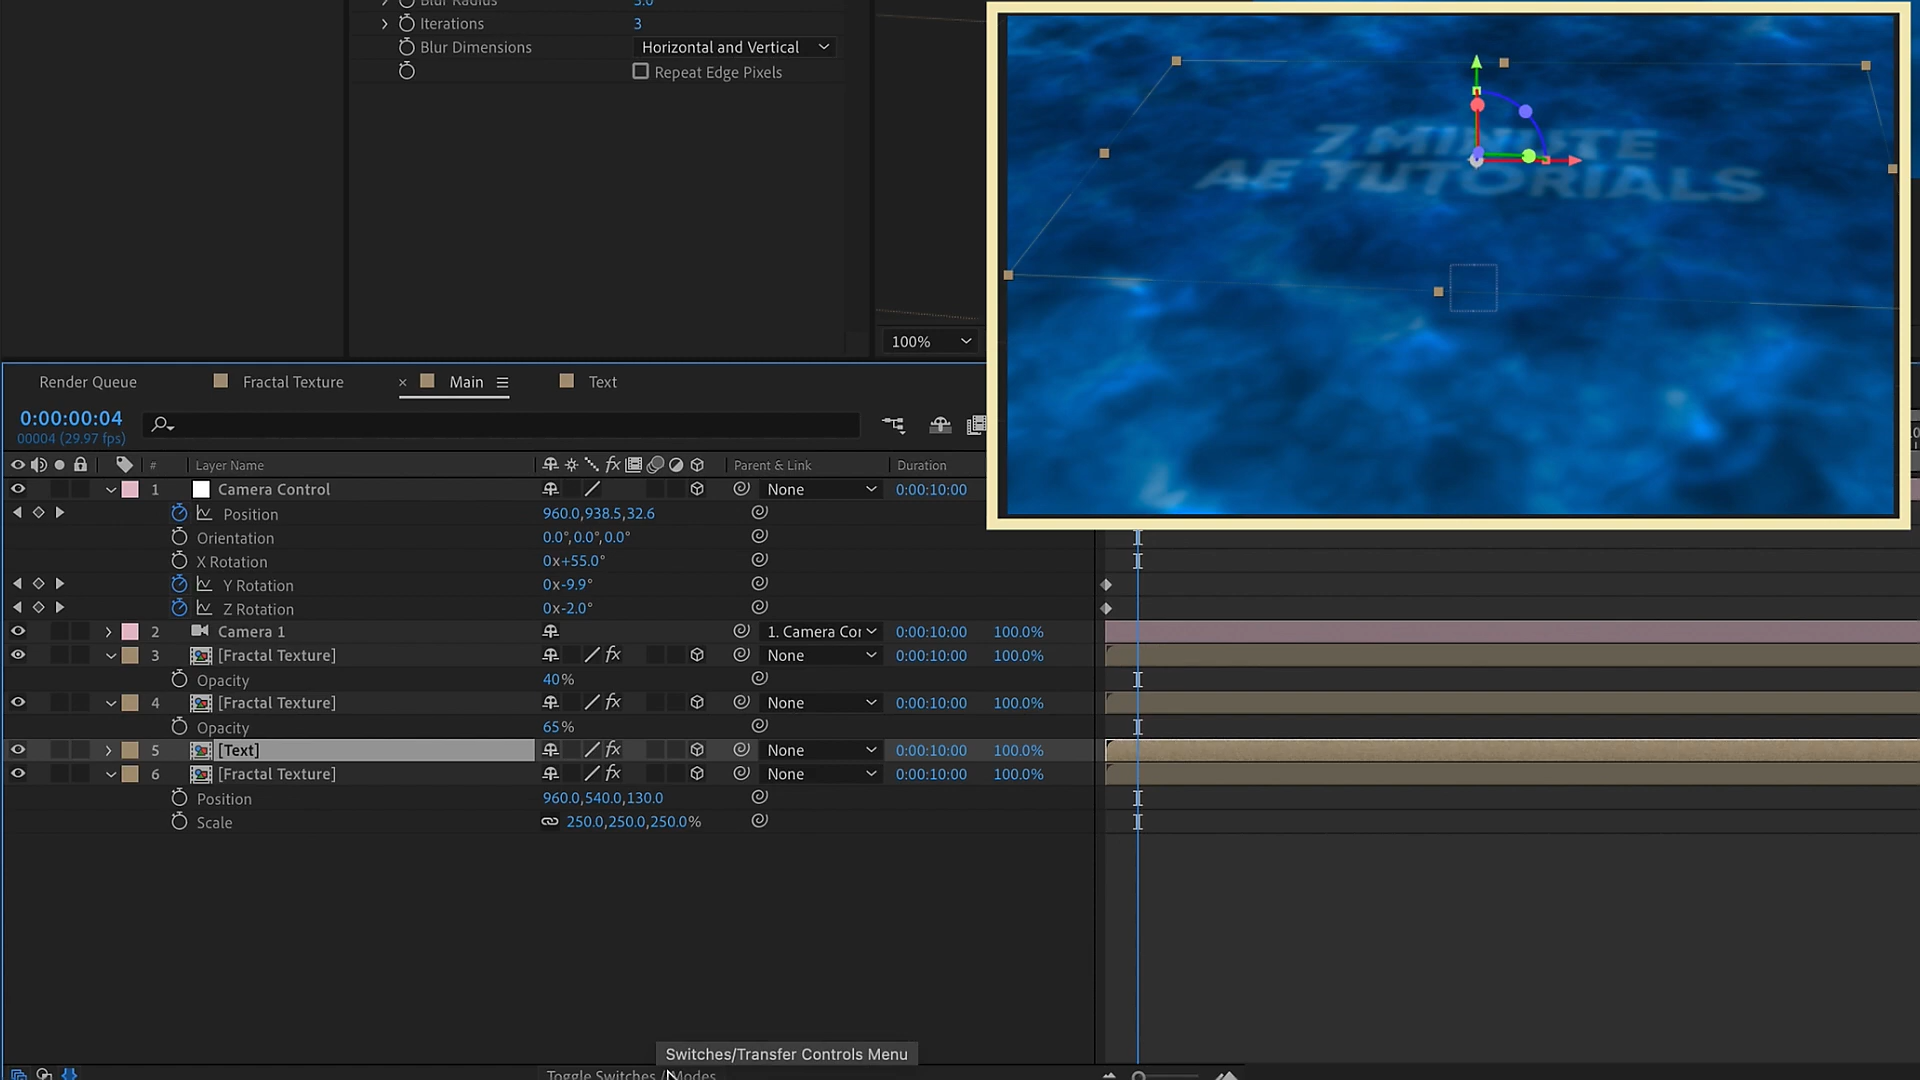 Blur Radius 3.0
Iterations 3
Blur Dimensions Horizontal and Vertical
Repeat Edge Pixels
7 MINUTE
AE TUTORIALS
100%
Render Queue Fractal Texture × Main Text
0:00:00:04
00004 (29.97 fps)
# Layer Name fx Parent & Link Duration
1 Camera Control None 0:00:10:00
Position 960.0,938.5,32.6
Orientation 0.0°,0.0°,0.0°
X Rotation 0x+55.0°
Y Rotation 0x-9.9°
Z Rotation 0x-2.0°
2 Camera 1 1. Camera Cor 0:00:10:00 100.0%
3 [Fractal Texture] fx None 0:00:10:00 100.0%
Opacity 40%
4 [Fractal Texture] fx None 0:00:10:00 100.0%
Opacity 65%
5 [Text] fx None 0:00:10:00 100.0%
6 [Fractal Texture] fx None 0:00:10:00 100.0%
Position 960.0,540.0,130.0
Scale 250.0,250.0,250.0%
Switches/Transfer Controls Menu
Toggle Switches / Modes